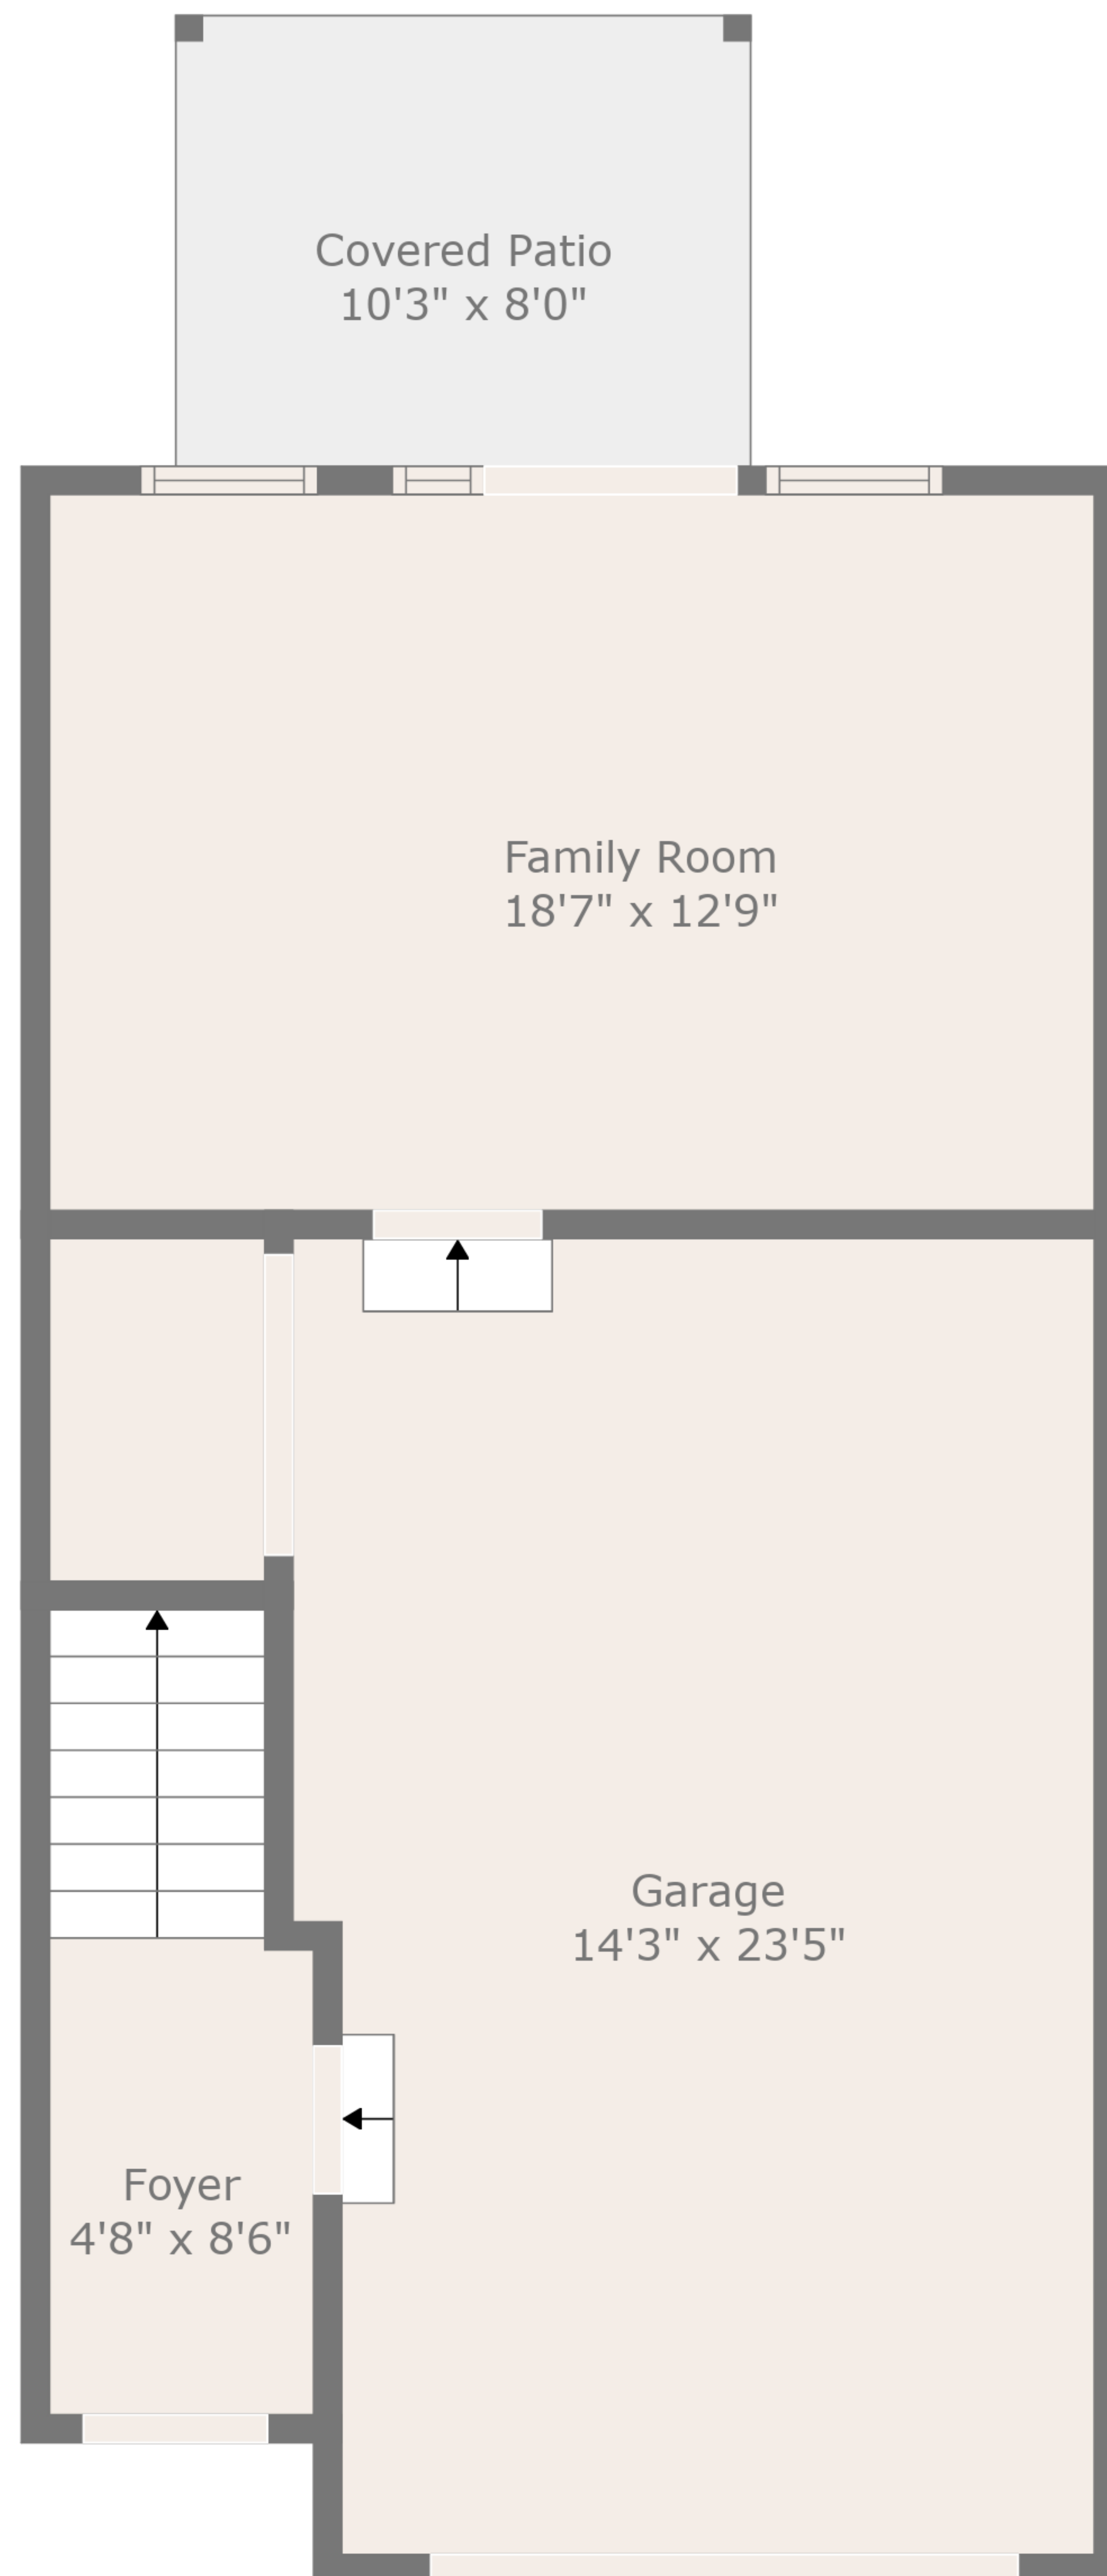 Covered Patio
10'3" x 8'0"
Family Room
18'7" x 12'9"
Garage
14'3" x 23'5"
Foyer
4'8" x 8'6"